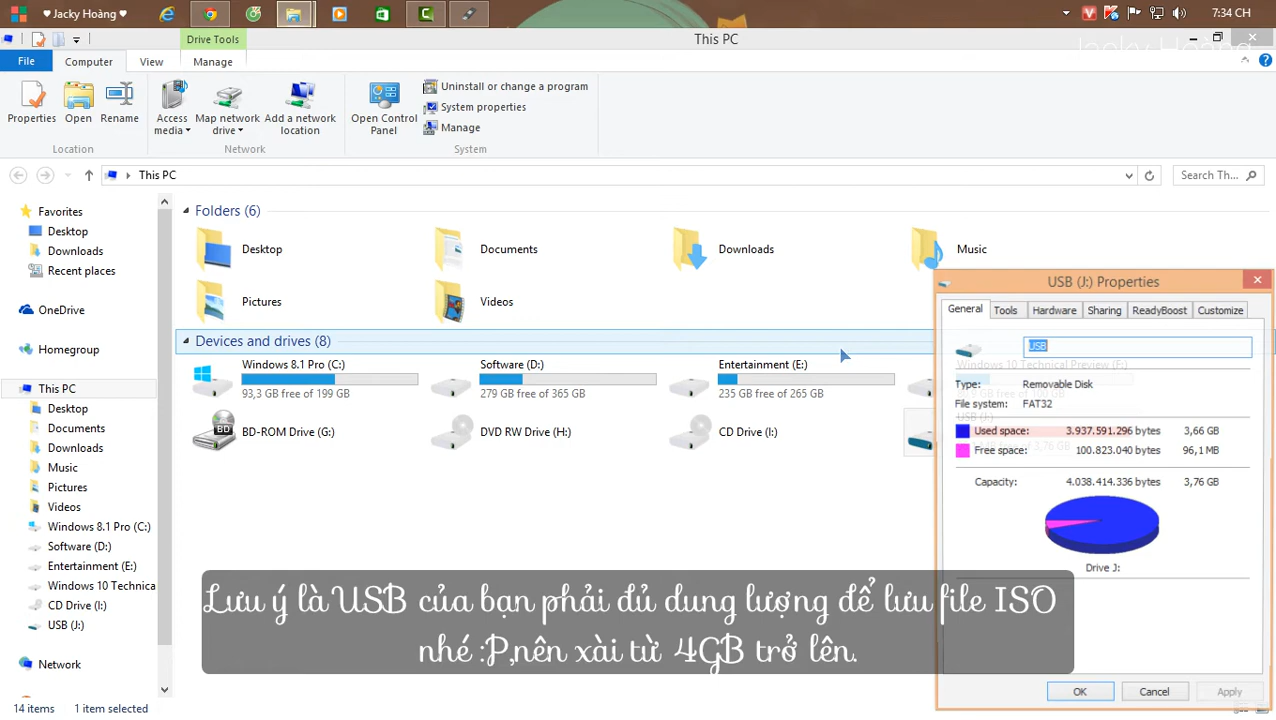 ♥ Jacky Hoàng ♥
7:34 CH
Drive Tools
This PC
Jacky Hoàng
File
Computer
View
Manage
Properties
Open
Rename
Access media
Map network drive
Add a network location
Open Control Panel
Uninstall or change a program
System properties
Manage
Location
Network
System
This PC
Search Th...
Favorites
Desktop
Downloads
Recent places
OneDrive
Homegroup
This PC
Desktop
Documents
Downloads
Music
Pictures
Videos
Windows 8.1 Pro (C:)
Software (D:)
Entertainment (E:)
Windows 10 Technica
CD Drive (I:)
USB (J:)
Network
Folders (6)
Desktop
Documents
Downloads
Music
Pictures
Videos
Devices and drives (8)
Windows 8.1 Pro (C:)
93,3 GB free of 199 GB
Software (D:)
279 GB free of 365 GB
Entertainment (E:)
235 GB free of 265 GB
Windows 10 Technical Preview (F:)
BD
BD-ROM Drive (G:)
DVD RW Drive (H:)
CD Drive (I:)
USB (J:)
USB (J:) Properties
General
Tools
Hardware
Sharing
ReadyBoost
Customize
USB
Type: Removable Disk
File system: FAT32
Used space: 3.937.591.296 bytes 3,66 GB
Free space: 100.823.040 bytes 96,1 MB
Capacity: 4.038.414.336 bytes 3,76 GB
Drive J:
OK
Cancel
Apply
Lưu ý là USB của bạn phải đủ dung lượng để lưu file ISO
nhé :P,nên xài từ 4GB trở lên.
14 items
1 item selected